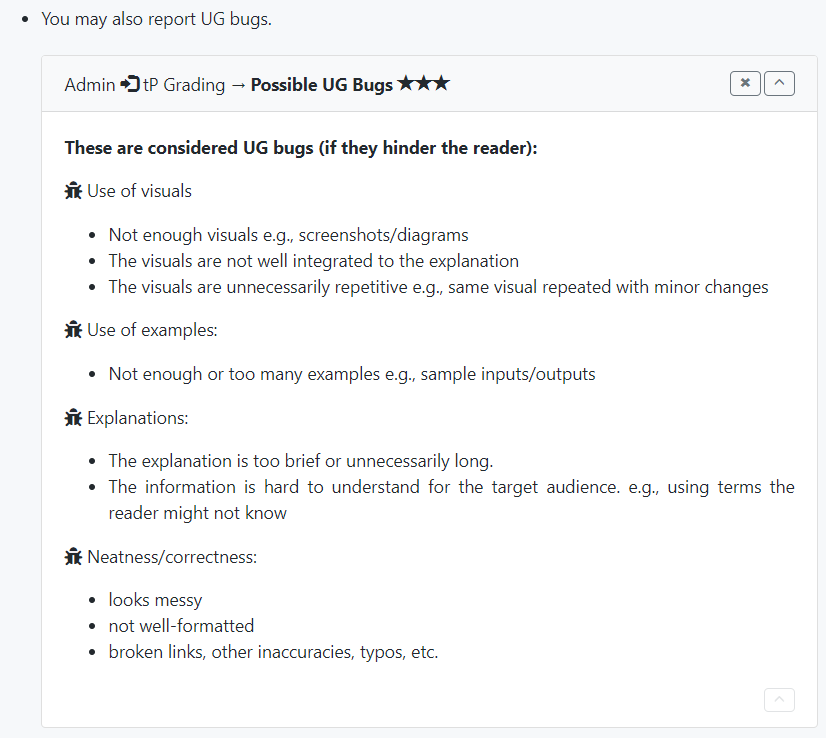 You may also report UG bugs.
Admin tP Grading → Possible UG Bugs ★★★
These are considered UG bugs (if they hinder the reader):
Use of visuals
Not enough visuals e.g., screenshots/diagrams
The visuals are not well integrated to the explanation
The visuals are unnecessarily repetitive e.g., same visual repeated with minor changes
Use of examples:
Not enough or too many examples e.g., sample inputs/outputs
Explanations:
The explanation is too brief or unnecessarily long.
The information is hard to understand for the target audience. e.g., using terms the
reader might not know
Neatness/correctness:
looks messy
not well-formatted
broken links, other inaccuracies, typos, etc.